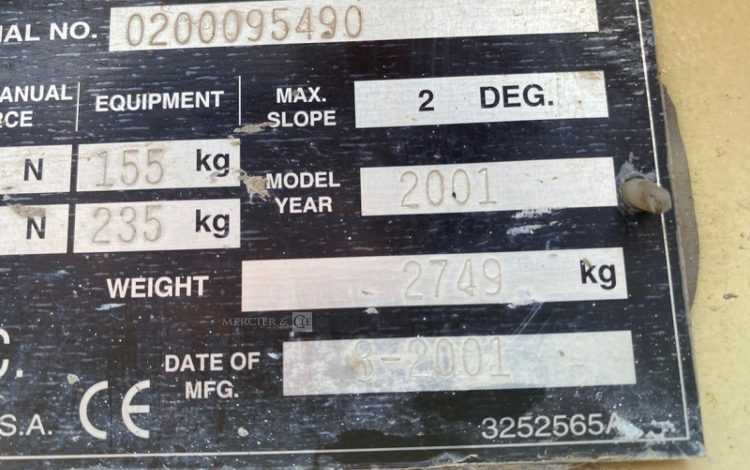 IAL NO. 0200095490
ANUAL EQUIPMENT MAX. 2 DEG.
RCE SLOPE
N 155 kg MODEL 2001
N 235 kg YEAR
WEIGHT 2749 kg
MERCIER & CIE
C. DATE OF 8-2001
MFG.
.S.A. CE 3252565A